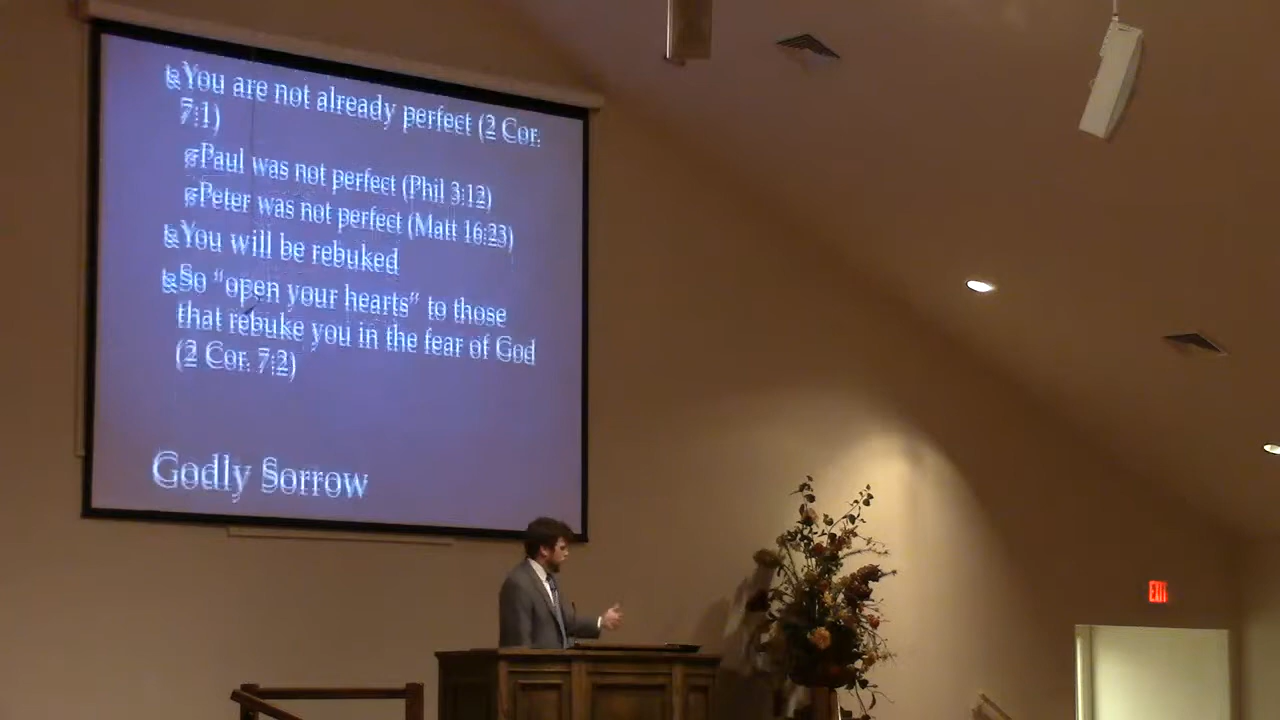 You are not already perfect (2 Cor.
7:1)
Paul was not perfect (Phil 3:12)
Peter was not perfect (Matt 16:23)
You will be rebuked
So “open your hearts” to those
that rebuke you in the fear of God
(2 Cor. 7:2)
Godly Sorrow
EXIT